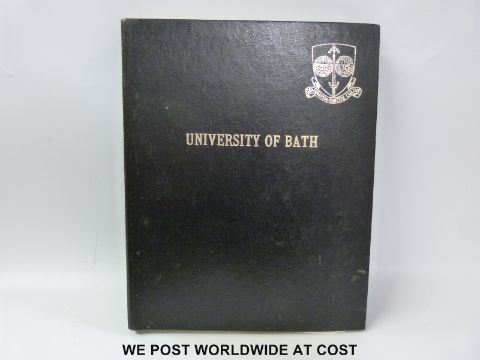 UNIVERSITY OF BATH
WE POST WORLDWIDE AT COST